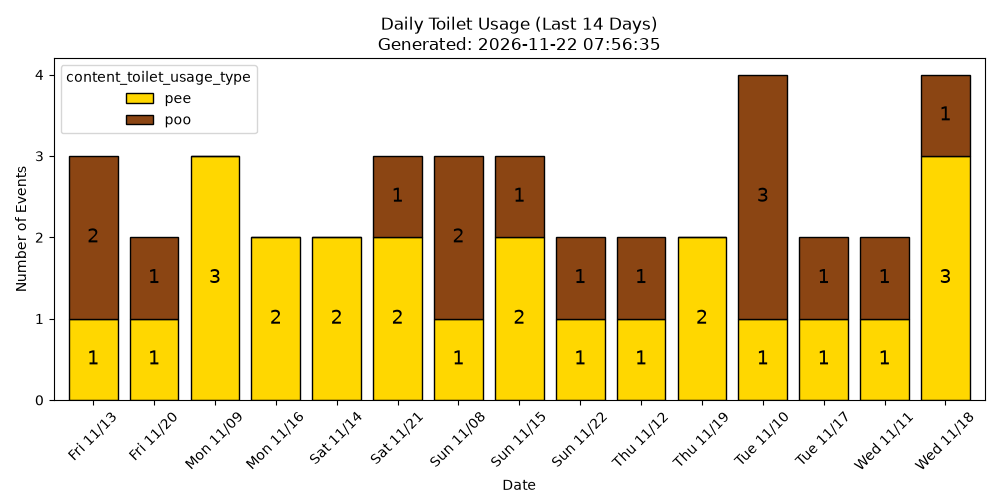 Daily Toilet Usage (Last 14 Days)
Generated: 2026-11-22 07:56:35
content_toilet_usage_type
pee
poo
Number of Events
4
3
2
1
0
2
1
1
1
3
2
2
1
2
2
1
1
2
1
1
1
1
2
3
1
1
1
1
1
1
3
Fri 11/13
Fri 11/20
Mon 11/09
Mon 11/16
Sat 11/14
Sat 11/21
Sun 11/08
Sun 11/15
Sun 11/22
Thu 11/12
Thu 11/19
Tue 11/10
Tue 11/17
Wed 11/11
Wed 11/18
Date